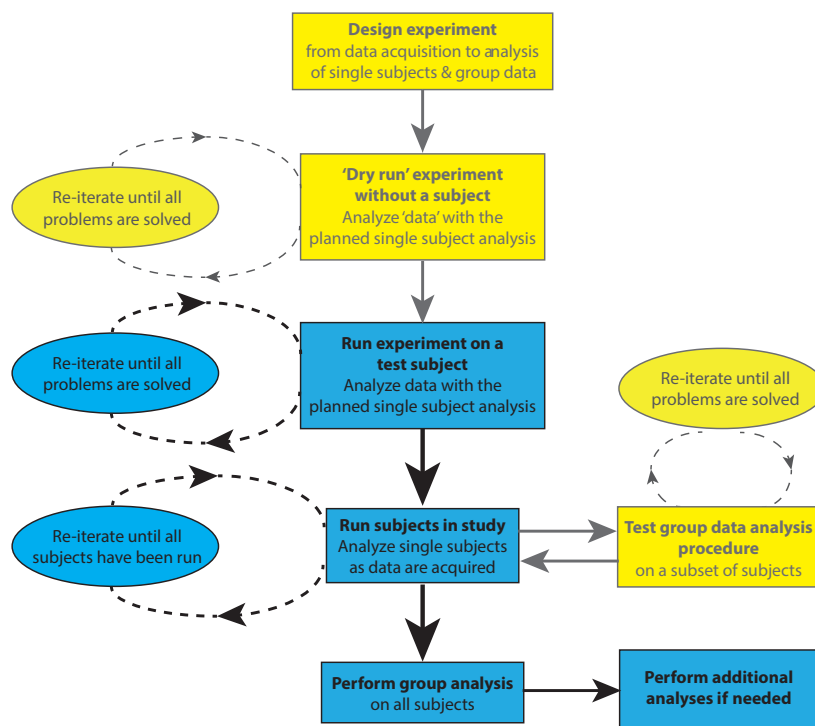 Design experiment
from data acquisition to analysis
of single subjects & group data
'Dry run' experiment
without a subject
Analyze 'data' with the
planned single subject analysis
Re-iterate until all
problems are solved
Run experiment on a
test subject
Analyze data with the
planned single subject analysis
Re-iterate until all
problems are solved
Re-iterate until all
problems are solved
Run subjects in study
Analyze single subjects
as data are acquired
Re-iterate until all
subjects have been run
Test group data analysis
procedure
on a subset of subjects
Perform group analysis
on all subjects
Perform additional
analyses if needed